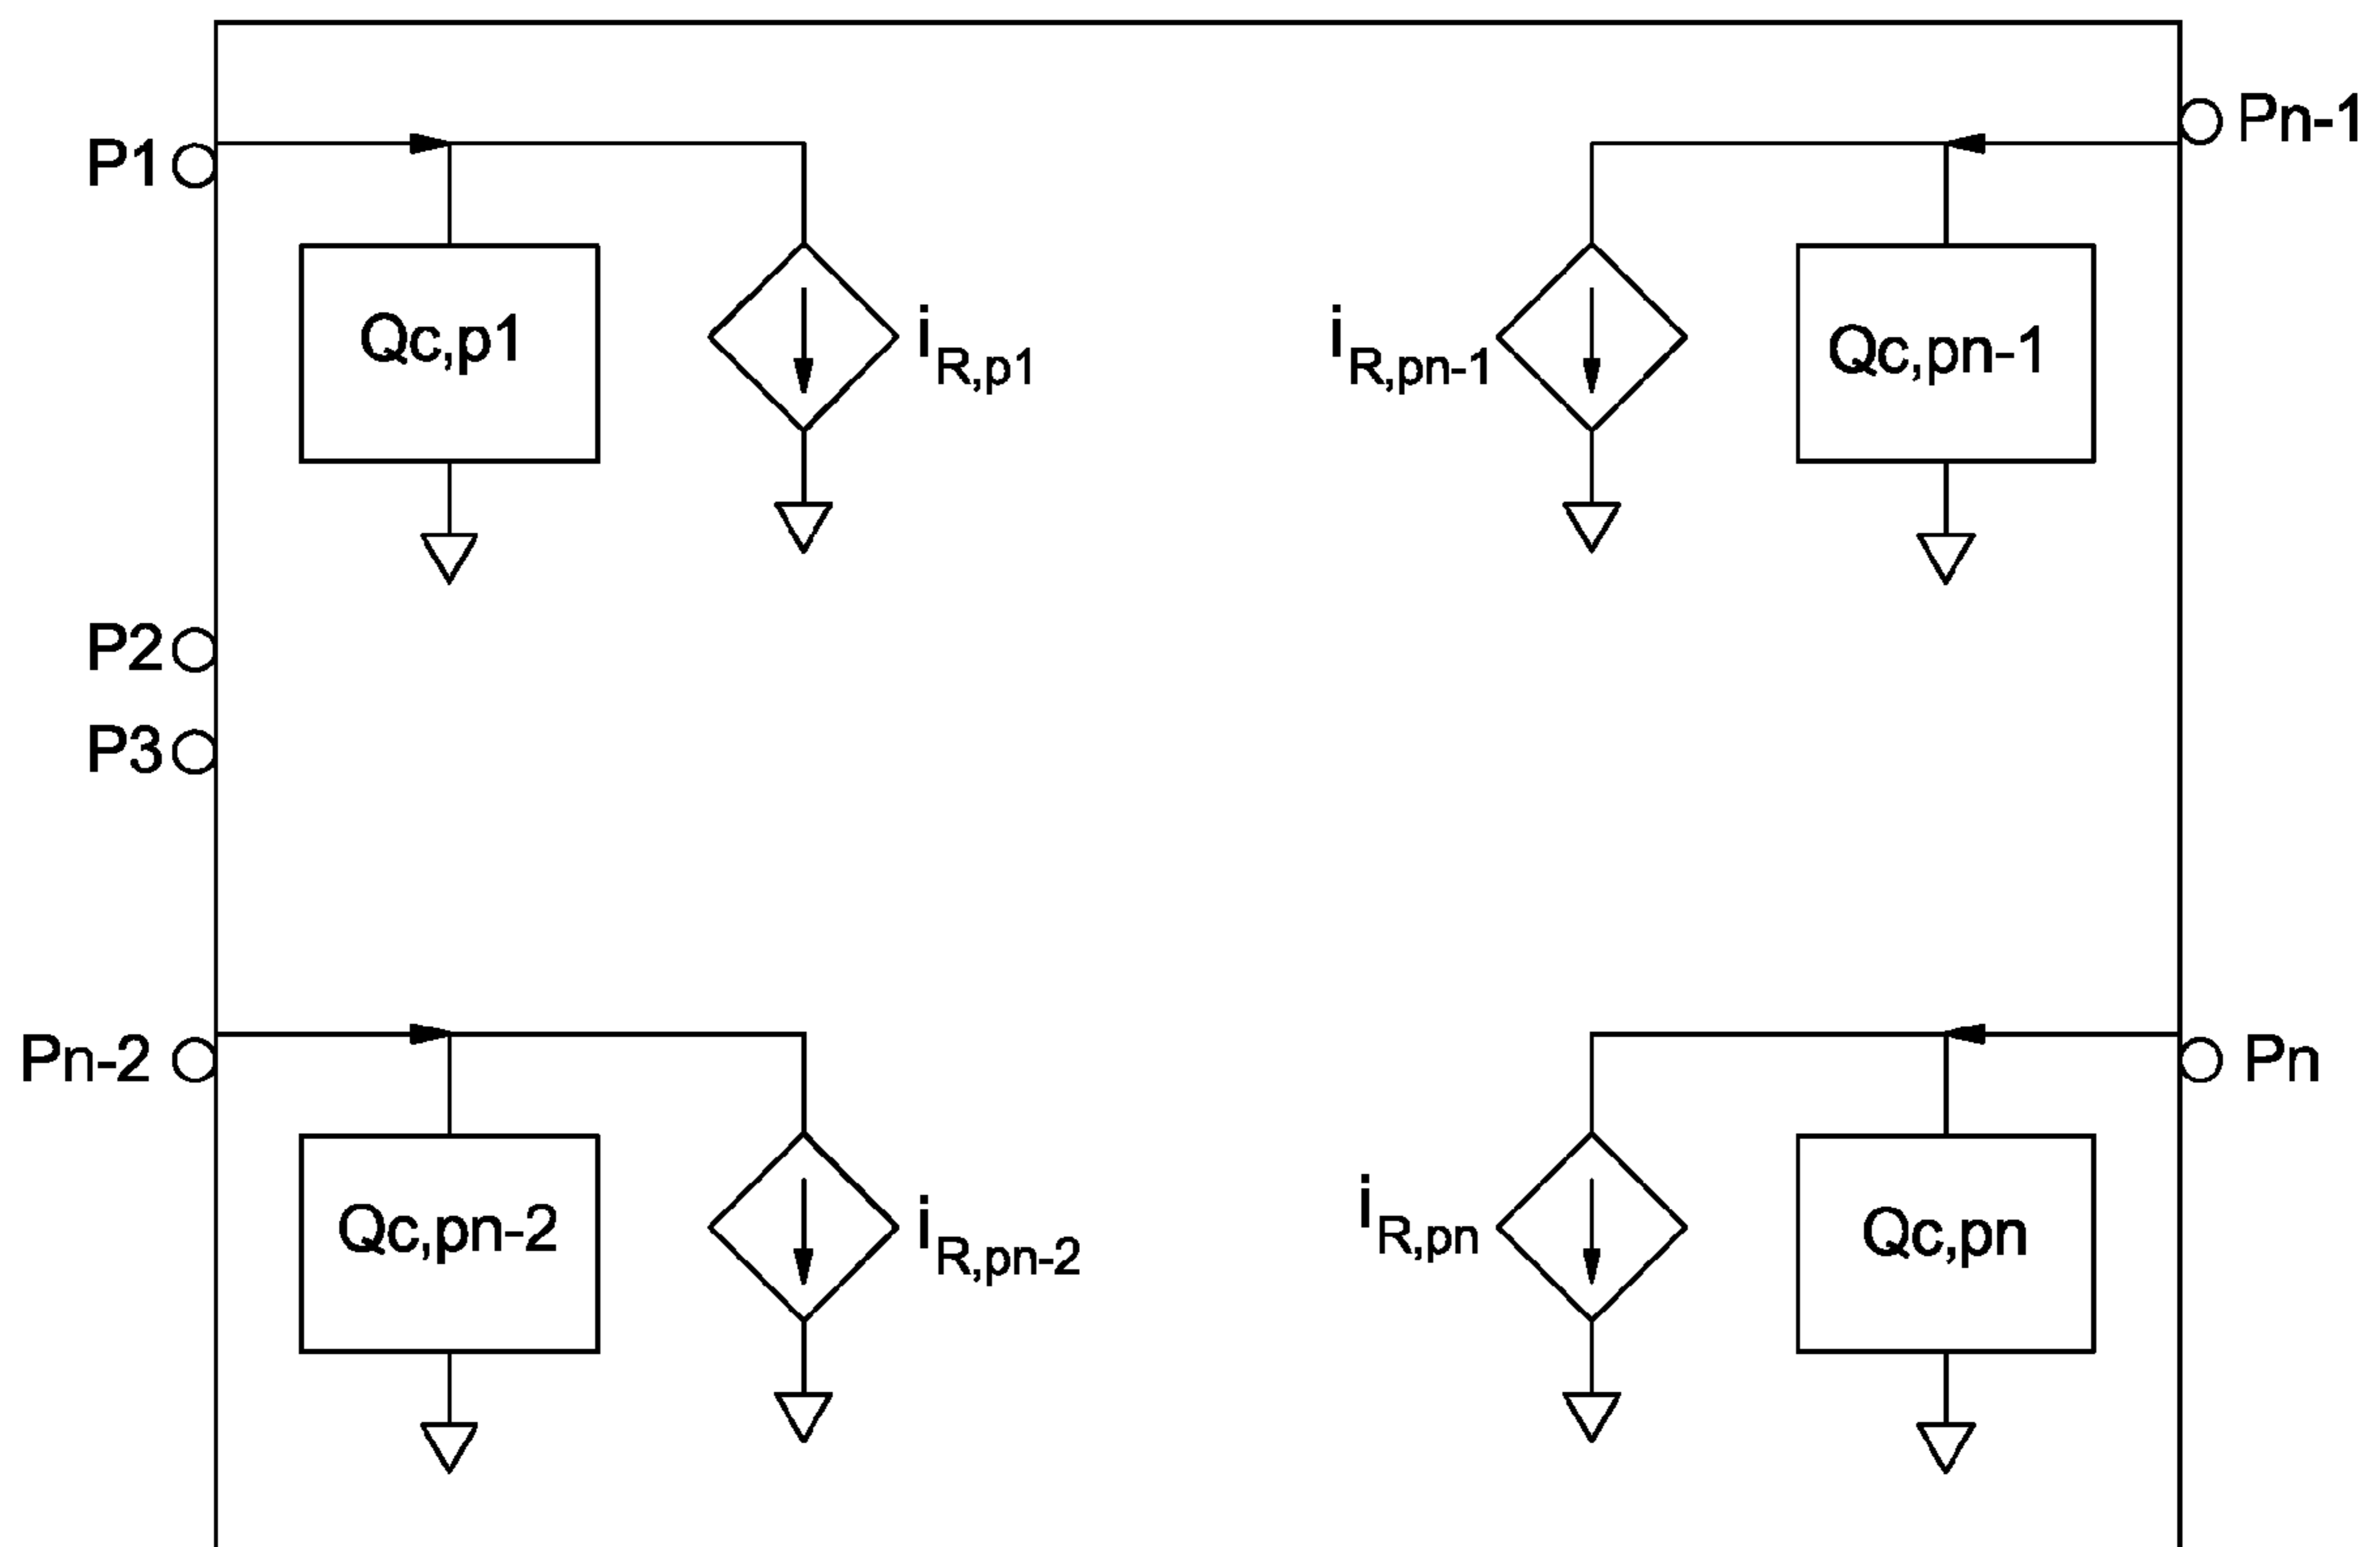 P1
Pn-1
Qc,p1
iR,p1
iR,pn-1
Qc,pn-1
P2
P3
Pn-2
Pn
Qc,pn-2
iR,pn-2
iR,pn
Qc,pn